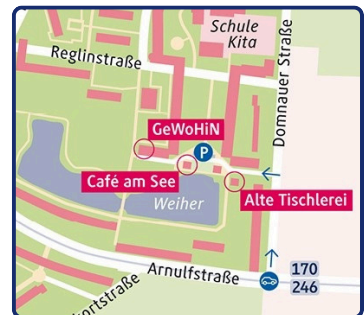 Schule
Kita
Reglinstraße
Domnauer Straße
GeWoHiN
P
Café am See
Weiher
Alte Tischlerei
Arnulfstraße
170
246